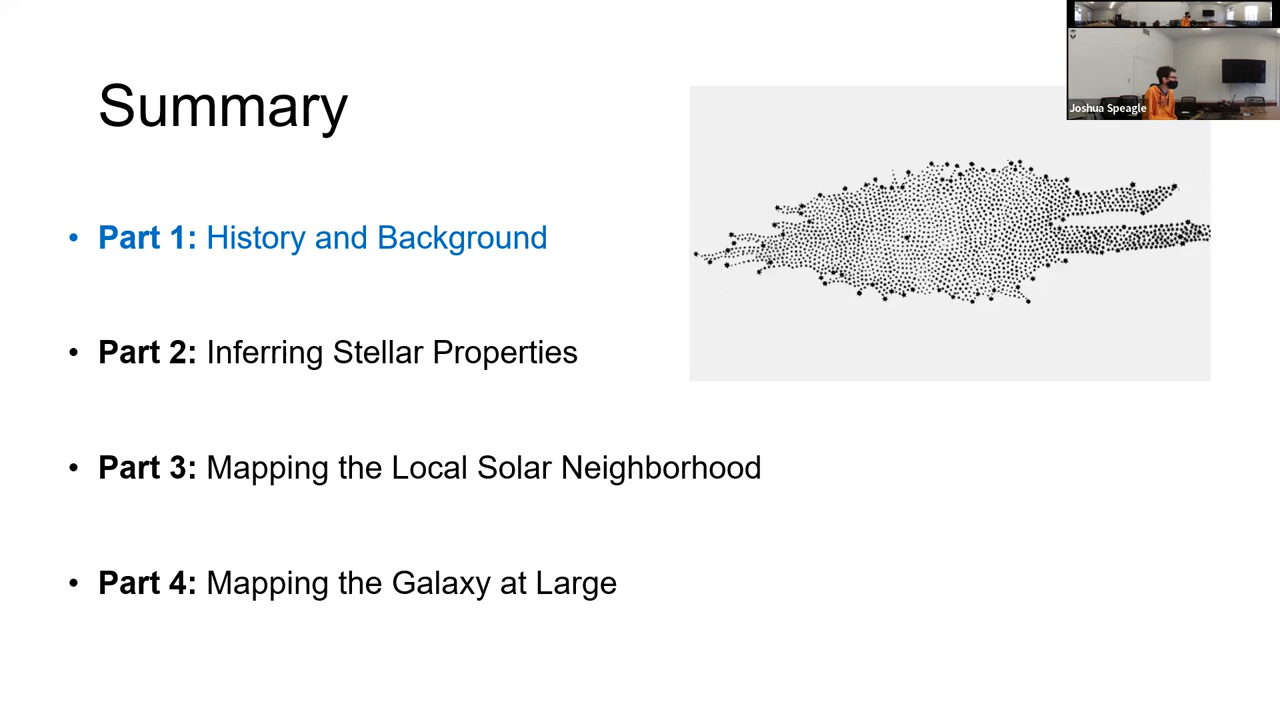 Summary
Joshua Speagle
• Part 1: History and Background
• Part 2: Inferring Stellar Properties
• Part 3: Mapping the Local Solar Neighborhood
• Part 4: Mapping the Galaxy at Large